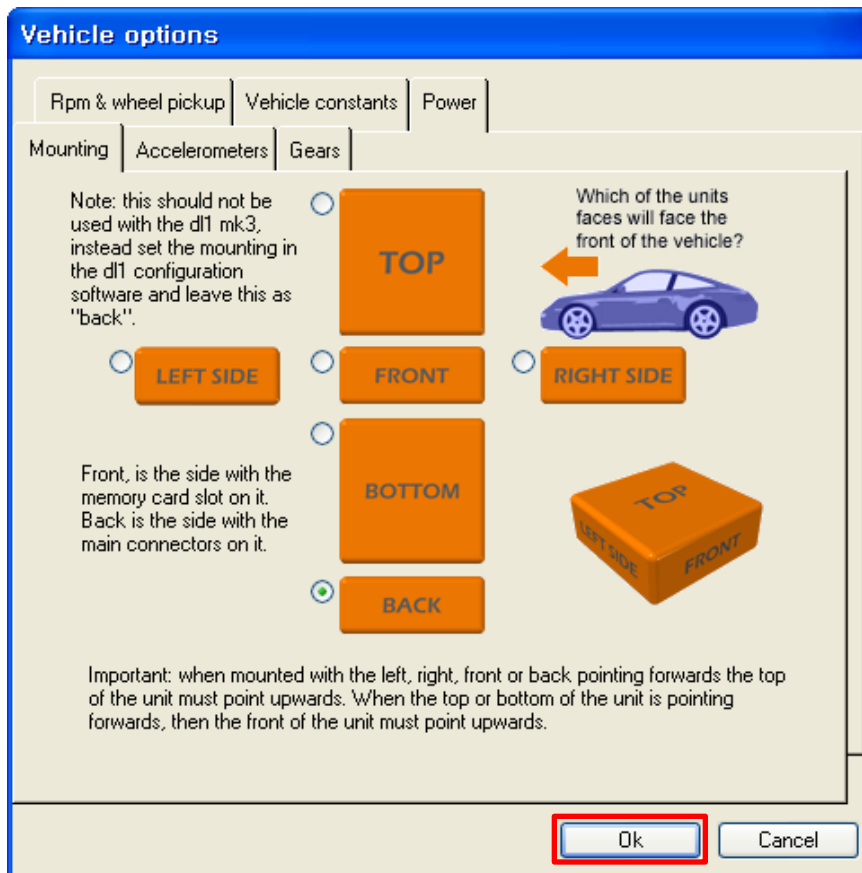 Vehicle options
Rpm & wheel pickup
Vehicle constants
Power
Mounting
Accelerometers
Gears
Note: this should not be
used with the dl1 mk3,
instead set the mounting in
the dl1 configuration
software and leave this as
"back".
TOP
Which of the units
faces will face the
front of the vehicle?
LEFT SIDE
FRONT
RIGHT SIDE
Front, is the side with the
memory card slot on it.
Back is the side with the
main connectors on it.
BOTTOM
TOP
LEFT SIDE
FRONT
BACK
Important: when mounted with the left, right, front or back pointing forwards the top
of the unit must point upwards. When the top or bottom of the unit is pointing
forwards, then the front of the unit must point upwards.
Ok
Cancel